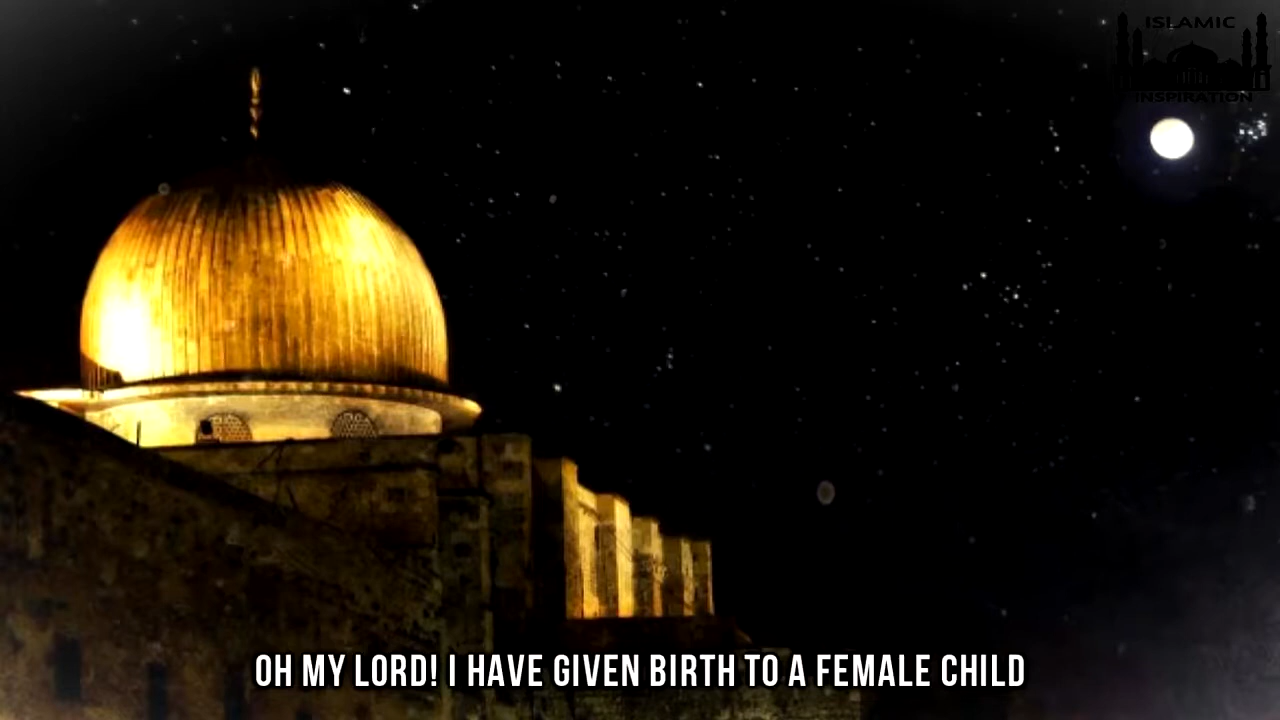 ISLAMIC
INSPIRATION
OH MY LORD! I HAVE GIVEN BIRTH TO A FEMALE CHILD